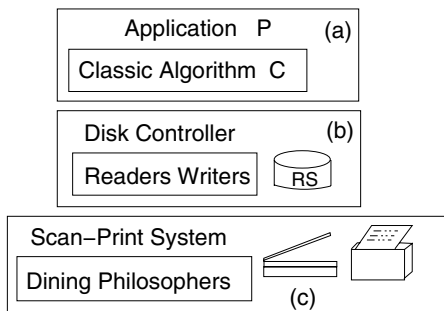 Application P (a)
Classic Algorithm C
Disk Controller (b)
Readers Writers RS
Scan–Print System
Dining Philosophers
(c)